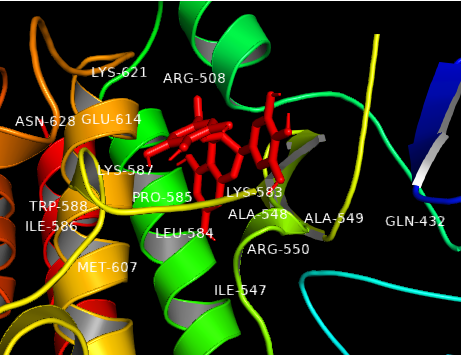 LYS-621
ARG-508
ASN-628
GLU-614
LYS-587
PRO-585
LYS-583
TRP-588
ALA-548
ALA-549
ILE-586
GLN-432
LEU-584
ARG-550
MET-607
ILE-547